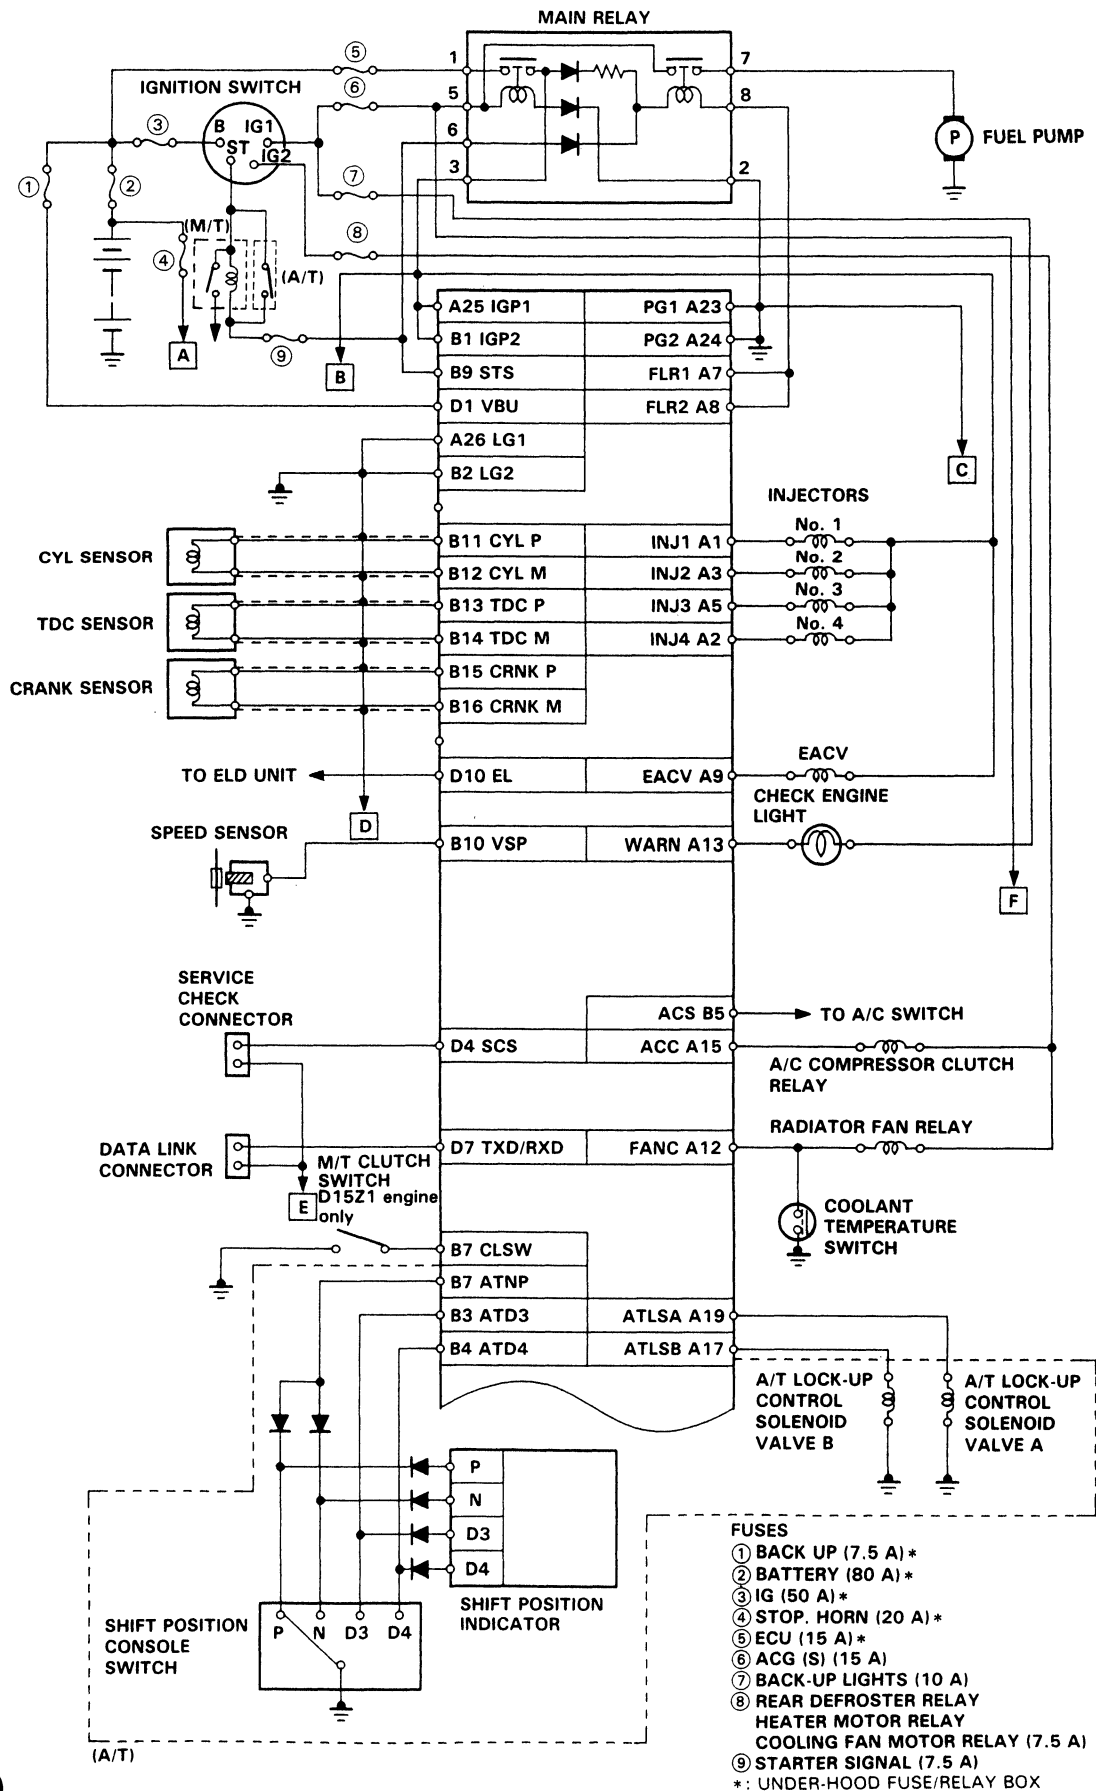 MAIN RELAY
5
1
7
IGNITION SWITCH
6
5
8
3
B
IG1
ST
IG2
6
P
FUEL PUMP
3
2
1
2
7
(M/T)
8
4
(A/T)
A25 IGP1
PG1 A23
A
9
B1 IGP2
PG2 A24
B
B9 STS
FLR1 A7
D1 VBU
FLR2 A8
A26 LG1
B2 LG2
C
INJECTORS
No. 1
CYL SENSOR
B11 CYL P
INJ1 A1
No. 2
B12 CYL M
INJ2 A3
No. 3
TDC SENSOR
B13 TDC P
INJ3 A5
No. 4
B14 TDC M
INJ4 A2
CRANK SENSOR
B15 CRNK P
B16 CRNK M
EACV
TO ELD UNIT
D10 EL
EACV A9
CHECK ENGINE
LIGHT
D
SPEED SENSOR
B10 VSP
WARN A13
F
SERVICE
CHECK
CONNECTOR
ACS B5
TO A/C SWITCH
D4 SCS
ACC A15
A/C COMPRESSOR CLUTCH
RELAY
RADIATOR FAN RELAY
DATA LINK
CONNECTOR
D7 TXD/RXD
FANC A12
M/T CLUTCH
SWITCH
D15Z1 engine
only
E
COOLANT
TEMPERATURE
SWITCH
B7 CLSW
B7 ATNP
B3 ATD3
ATLSA A19
B4 ATD4
ATLSB A17
A/T LOCK-UP
CONTROL
SOLENOID
VALVE B
A/T LOCK-UP
CONTROL
SOLENOID
VALVE A
P
N
D3
D4
SHIFT POSITION
INDICATOR
SHIFT POSITION
CONSOLE
SWITCH
P N D3 D4
(A/T)
FUSES
1 BACK UP (7.5 A)*
2 BATTERY (80 A)*
3 IG (50 A)*
4 STOP. HORN (20 A)*
5 ECU (15 A)*
6 ACG (S) (15 A)
7 BACK-UP LIGHTS (10 A)
8 REAR DEFROSTER RELAY
HEATER MOTOR RELAY
COOLING FAN MOTOR RELAY (7.5 A)
9 STARTER SIGNAL (7.5 A)
*: UNDER-HOOD FUSE/RELAY BOX